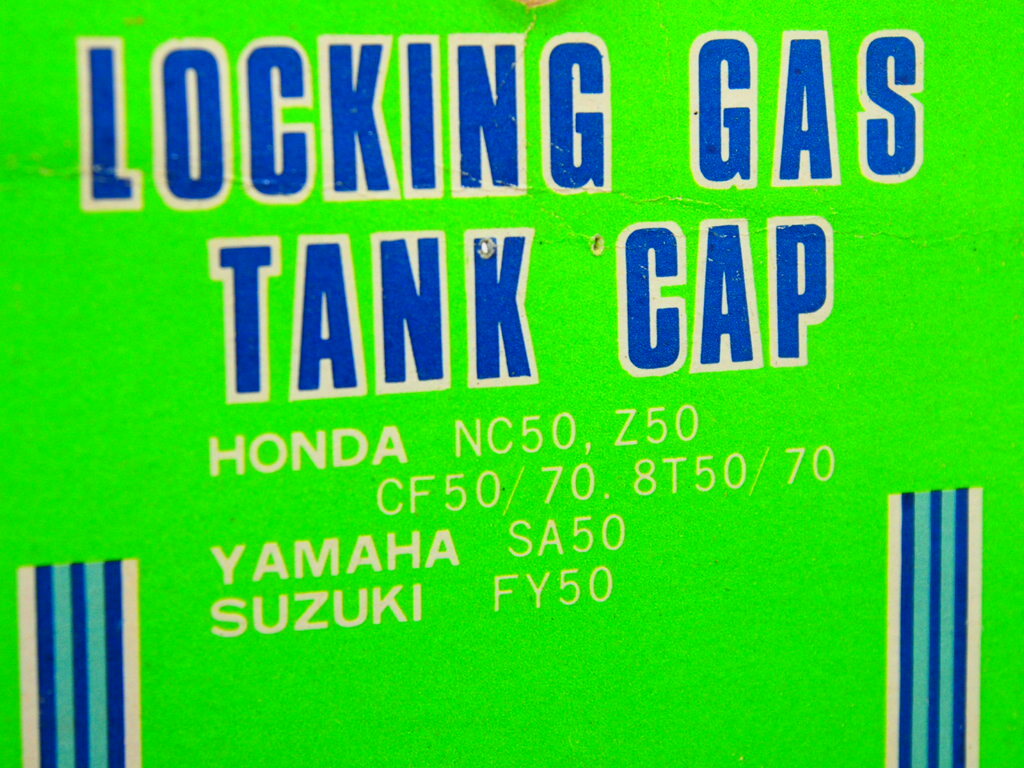 LOCKING GAS
TANK CAP
HONDA NC50, Z50
CF50/70. 8T50/70
YAMAHA SA50
SUZUKI FY50